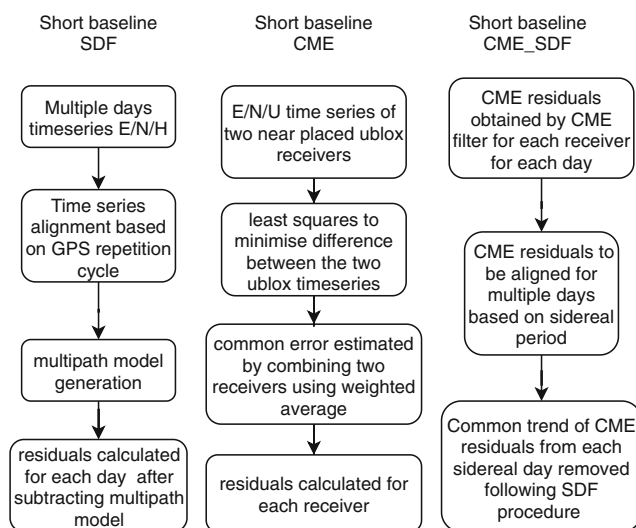 Short baseline
SDF
Multiple days
timeseries E/N/H
Time series
alignment based
on GPS repetition
cycle
multipath model
generation
residuals calculated
for each day after
subtracting multipath
model
Short baseline
CME
E/N/U time series of
two near placed ublox
receivers
least squares to
minimise difference
between the two
ublox timeseries
common error estimated
by combining two
receivers using weighted
average
residuals calculated for
each receiver
Short baseline
CME_SDF
CME residuals
obtained by CME
filter for each receiver
for each day
CME residuals to
be aligned for
multiple days
based on sidereal
period
Common trend of CME
residuals from each
sidereal day removed
following SDF
procedure